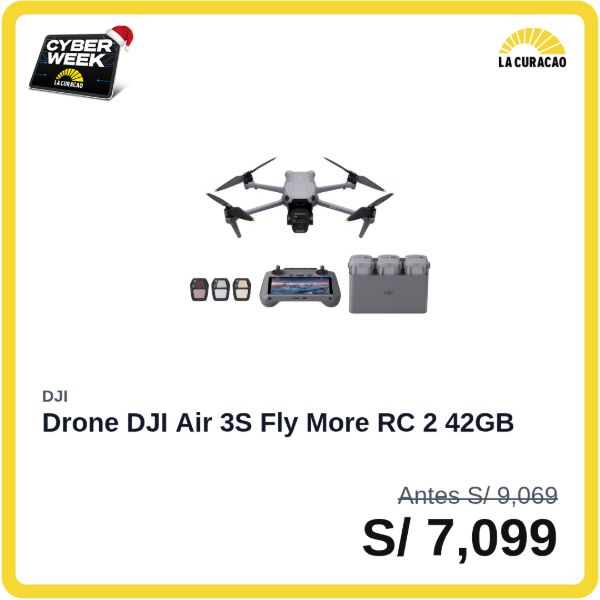 CYBER
WEEK
LA CURACAO
LA CURACAO
DJI
Drone DJI Air 3S Fly More RC 2 42GB
Antes S/ 9,069
S/ 7,099